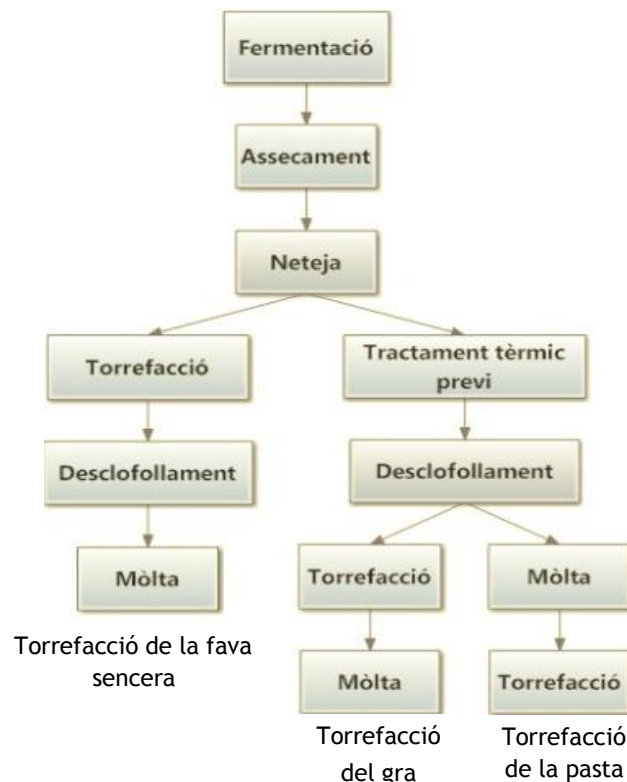 Fermentació
Assecament
Neteja
Torrefacció
Tractament tèrmic
previ
Desclofollament
Desclofollament
Mòlta
Torrefacció
Mòlta
Torrefacció de la fava
sencera
Mòlta
Torrefacció
Torrefacció
del gra
Torrefacció
de la pasta